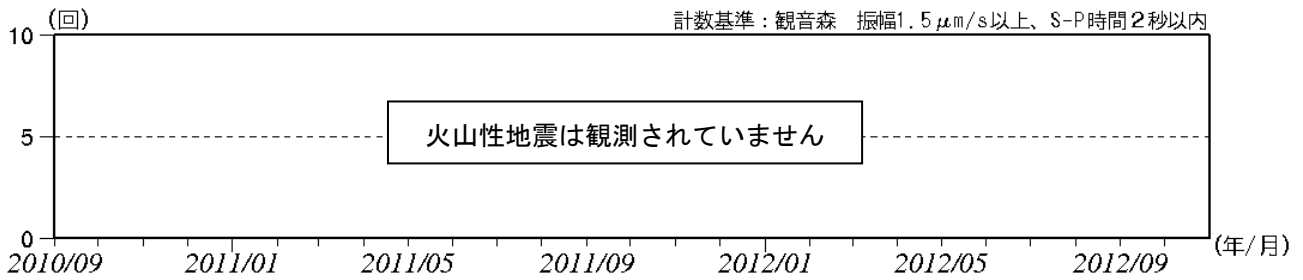 (回)
計数基準：観音森　振幅1.5μm/s以上、S-P時間2秒以内
10
火山性地震は観測されていません
5
0
2010/09 2011/01 2011/05 2011/09 2012/01 2012/05 2012/09 (年/月)